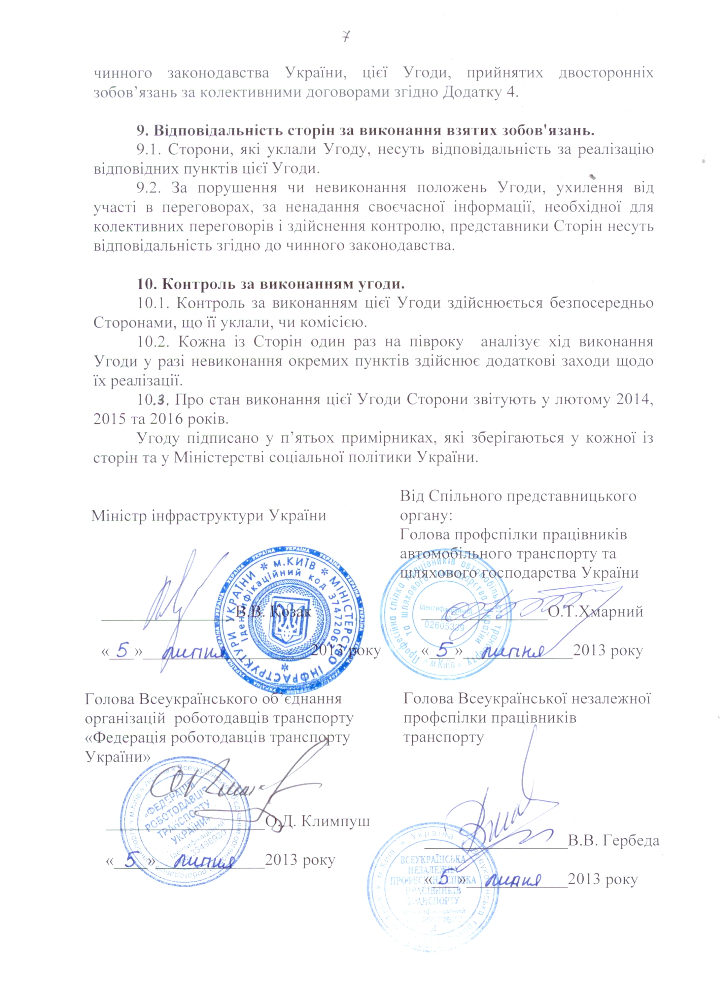 7
чинного законодавства України, цієї Угоди, прийнятих двосторонніх
зобов’язань за колективними договорами згідно Додатку 4.
9. Відповідальність сторін за виконання взятих зобов'язань.
9.1. Сторони, які уклали Угоду, несуть відповідальність за реалізацію
відповідних пунктів цієї Угоди.
9.2. За порушення чи невиконання положень Угоди, ухилення від
участі в переговорах, за ненадання своєчасної інформації, необхідної для
колективних переговорів і здійснення контролю, представники Сторін несуть
відповідальність згідно до чинного законодавства.
10. Контроль за виконанням угоди.
10.1. Контроль за виконанням цієї Угоди здійснюється безпосередньо
Сторонами, що її уклали, чи комісією.
10.2. Кожна із Сторін один раз на півроку аналізує хід виконання
Угоди у разі невиконання окремих пунктів здійснює додаткові заходи щодо
їх реалізації.
10.3. Про стан виконання цієї Угоди Сторони звітують у лютому 2014,
2015 та 2016 років.
Угоду підписано у п’ятьох примірниках, які зберігаються у кожної із
сторін та у Міністерстві соціальної політики України.
Міністр інфраструктури України
В.В. Козак
«5» липня 2013 року
МІНІСТЕРСТВО ІНФРАСТРУКТУРИ УКРАЇНИ * м.КИЇВ *
Ідентифікаційний код 37472062
Від Спільного представницького
органу:
Голова профспілки працівників
автомобільного транспорту та
шляхового господарства України
О.Т.Хмарний
«5» липня 2013 року
Професійна спілка працівників автомобільного транспорту
та шляхового господарства України
* м.Київ *
Ідентифікаційний
код
02605339
Голова Всеукраїнського об’єднання
організацій роботодавців транспорту
«Федерація роботодавців транспорту
України»
О.Д. Климпуш
«5» липня 2013 року
Україна * Всеукраїнське об'єднання організацій роботодавців транспорту * м.Київ *
«ФЕДЕРАЦІЯ
РОБОТОДАВЦІВ
ТРАНСПОРТУ
УКРАЇНИ»
Ідентифікаційний
33498930
Голова Всеукраїнської незалежної
профспілки працівників
транспорту
В.В. Гербеда
«5» липня 2013 року
м.Київ * Україна * Всеукраїнська
ВСЕУКРАЇНСЬКА
НЕЗАЛЕЖНА
ПРОФЕСІЙНА СПІЛКА
ПРАЦІВНИКІВ
ТРАНСПОРТУ